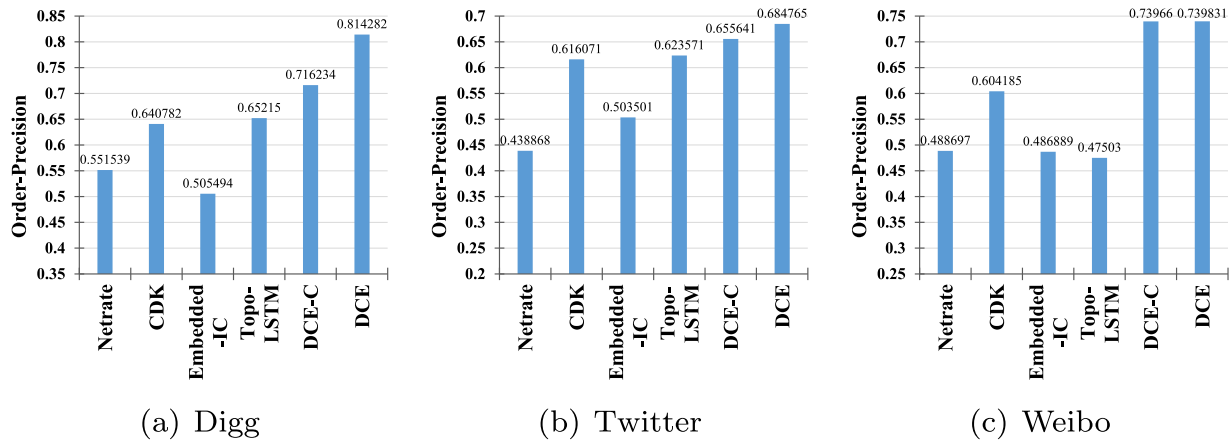 Order-Precision
0.85
0.8
0.75
0.7
0.65
0.6
0.55
0.5
0.45
0.4
0.35
0.551539
0.640782
0.505494
0.65215
0.716234
0.814282
Netrate
CDK
Embedded
-IC
Topo-
LSTM
DCE-C
DCE
(a) Digg
Order-Precision
0.7
0.65
0.6
0.55
0.5
0.45
0.4
0.35
0.3
0.25
0.2
0.438868
0.616071
0.503501
0.623571
0.655641
0.684765
Netrate
CDK
Embedded
-IC
Topo-
LSTM
DCE-C
DCE
(b) Twitter
Order-Precision
0.75
0.7
0.65
0.6
0.55
0.5
0.45
0.4
0.35
0.3
0.25
0.488697
0.604185
0.486889
0.47503
0.73966
0.739831
Netrate
CDK
Embedded
-IC
Topo-
LSTM
DCE-C
DCE
(c) Weibo